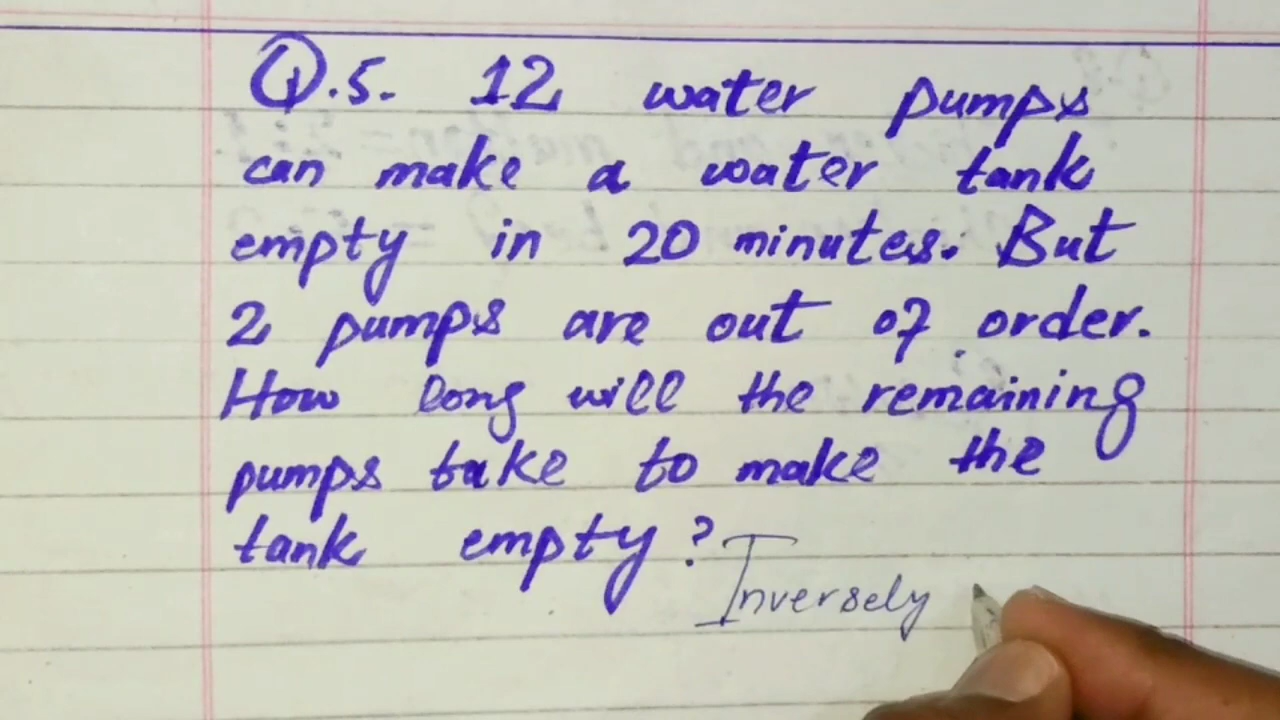 Q.5. 12 water pumps
can make a water tank
empty in 20 minutes. But
2 pumps are out of order.
How long will the remaining
pumps take to make the
tank empty?
Inversely